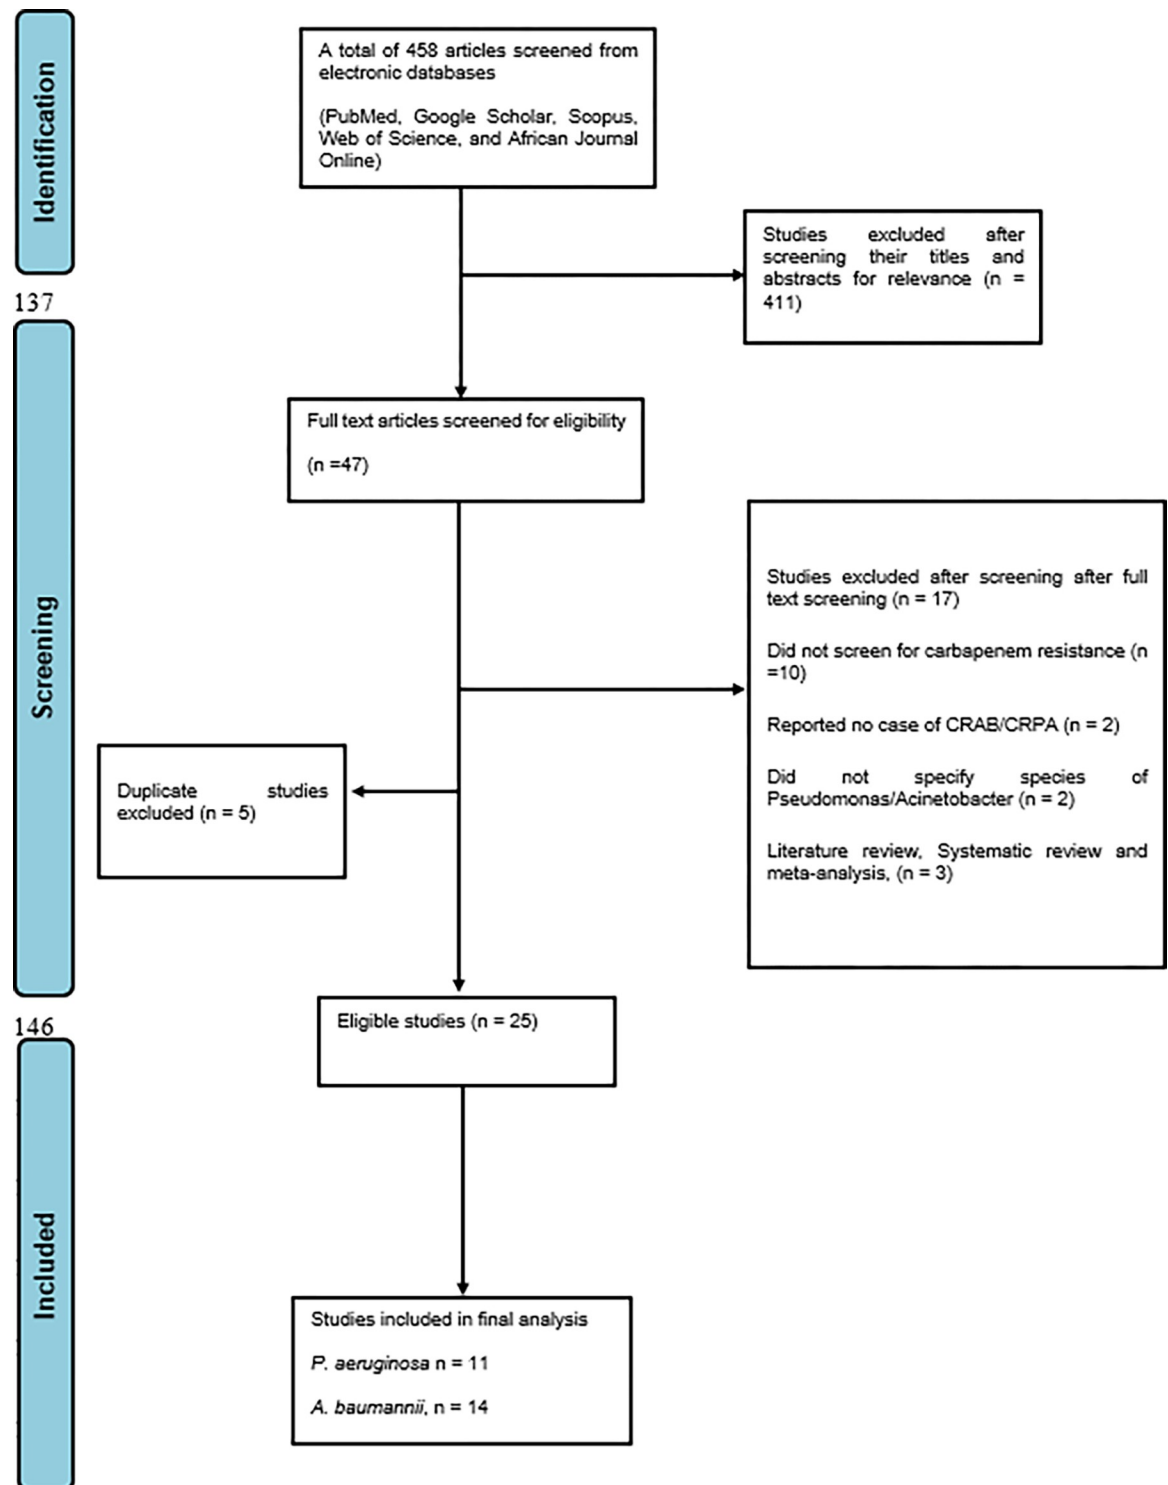 Identification
A total of 458 articles screened from
electronic databases
(PubMed, Google Scholar, Scopus,
Web of Science, and African Journal
Online)
Studies excluded after
screening their titles and
abstracts for relevance (n =
411)
137
Screening
Full text articles screened for eligibility
(n =47)
Studies excluded after screening after full
text screening (n = 17)
Did not screen for carbapenem resistance (n
=10)
Reported no case of CRAB/CRPA (n = 2)
Did not specify species of
Pseudomonas/Acinetobacter (n = 2)
Literature review, Systematic review and
meta-analysis, (n = 3)
Duplicate studies
excluded (n = 5)
Eligible studies (n = 25)
146
Included
Studies included in final analysis
P. aeruginosa n = 11
A. baumannii, n = 14